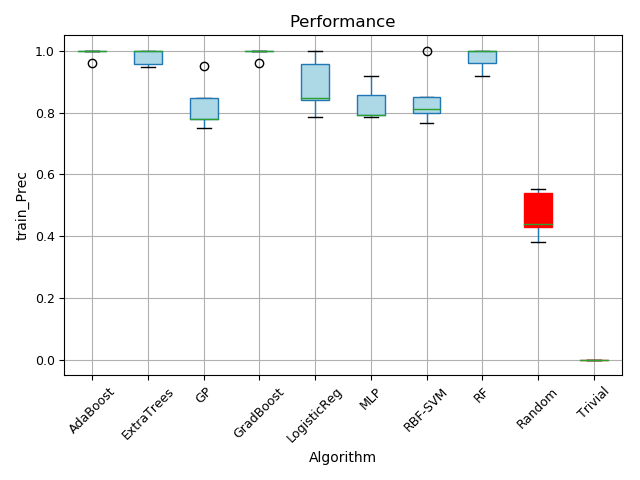 Performance
train_Prec
1.0
0.8
0.6
0.4
0.2
0.0
AdaBoost
ExtraTrees
GP
GradBoost
LogisticReg
MLP
RBF-SVM
RF
Random
Trivial
Algorithm